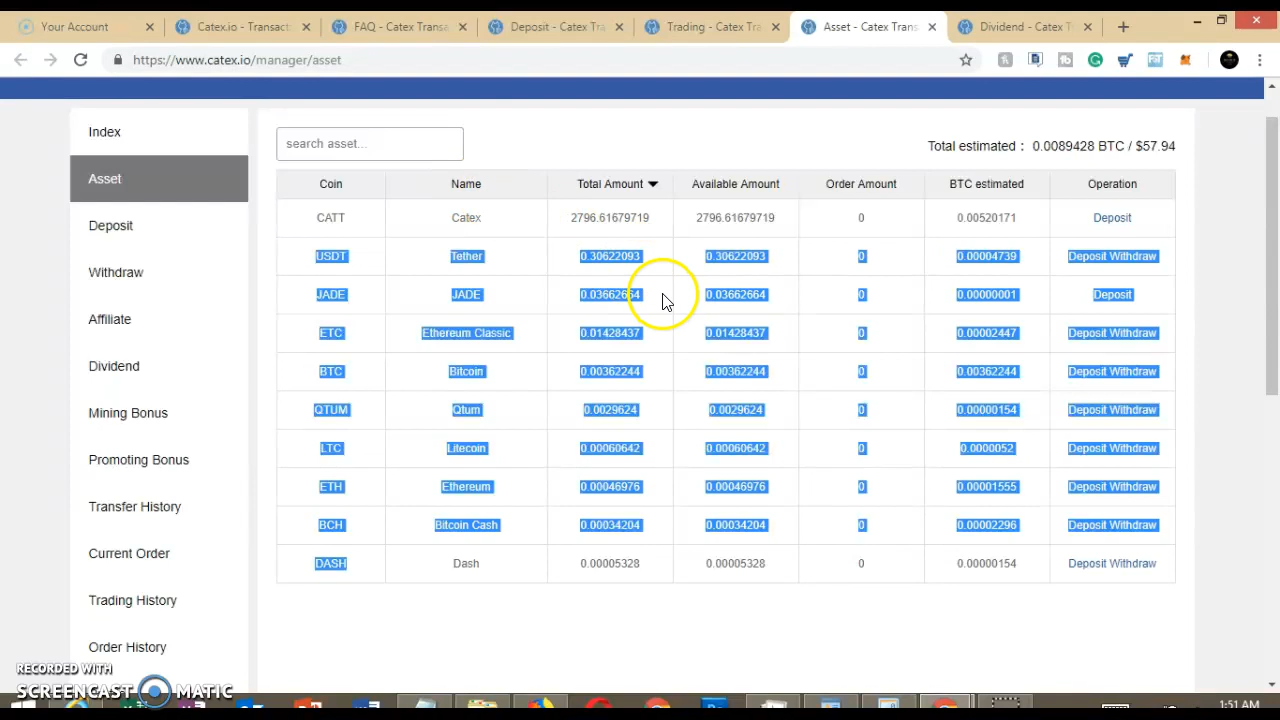 Your Account
Catex.io - Transact
FAQ - Catex Transa
Deposit - Catex Tra
Trading - Catex Tra
Asset - Catex Trans
Dividend - Catex T
https://www.catex.io/manager/asset
Index
Asset
Deposit
Withdraw
Affiliate
Dividend
Mining Bonus
Promoting Bonus
Transfer History
Current Order
Trading History
Order History
search asset...
Total estimated : 0.0089428 BTC / $57.94
Coin Name Total Amount Available Amount Order Amount BTC estimated Operation
CATT Catex 2796.61679719 2796.61679719 0 0.00520171 Deposit
USDT Tether 0.30622093 0.30622093 0 0.00004739 Deposit Withdraw
JADE JADE 0.03662664 0.03662664 0 0.00000001 Deposit
ETC Ethereum Classic 0.01428437 0.01428437 0 0.00002447 Deposit Withdraw
BTC Bitcoin 0.00362244 0.00362244 0 0.00362244 Deposit Withdraw
QTUM Qtum 0.0029624 0.0029624 0 0.00000154 Deposit Withdraw
LTC Litecoin 0.00060642 0.00060642 0 0.0000052 Deposit Withdraw
ETH Ethereum 0.00046976 0.00046976 0 0.00001555 Deposit Withdraw
BCH Bitcoin Cash 0.00034204 0.00034204 0 0.00002296 Deposit Withdraw
DASH Dash 0.00005328 0.00005328 0 0.00000154 Deposit Withdraw
RECORDED WITH
SCREENCAST MATIC
1:51 AM